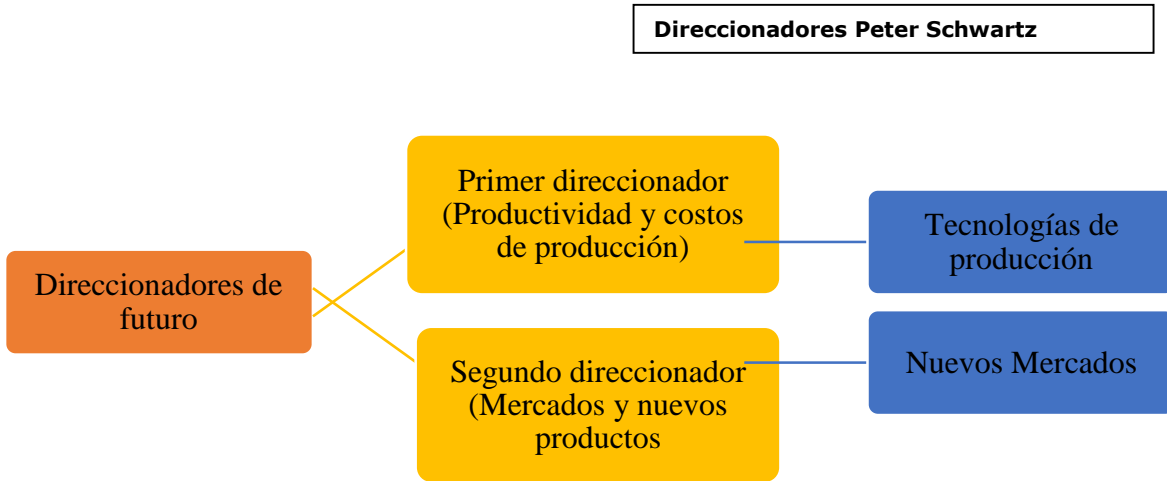 Direccionadores Peter Schwartz
Direccionadores de
futuro
Primer direccionador
(Productividad y costos
de producción)
Tecnologías de
producción
Segundo direccionador
(Mercados y nuevos
productos
Nuevos Mercados